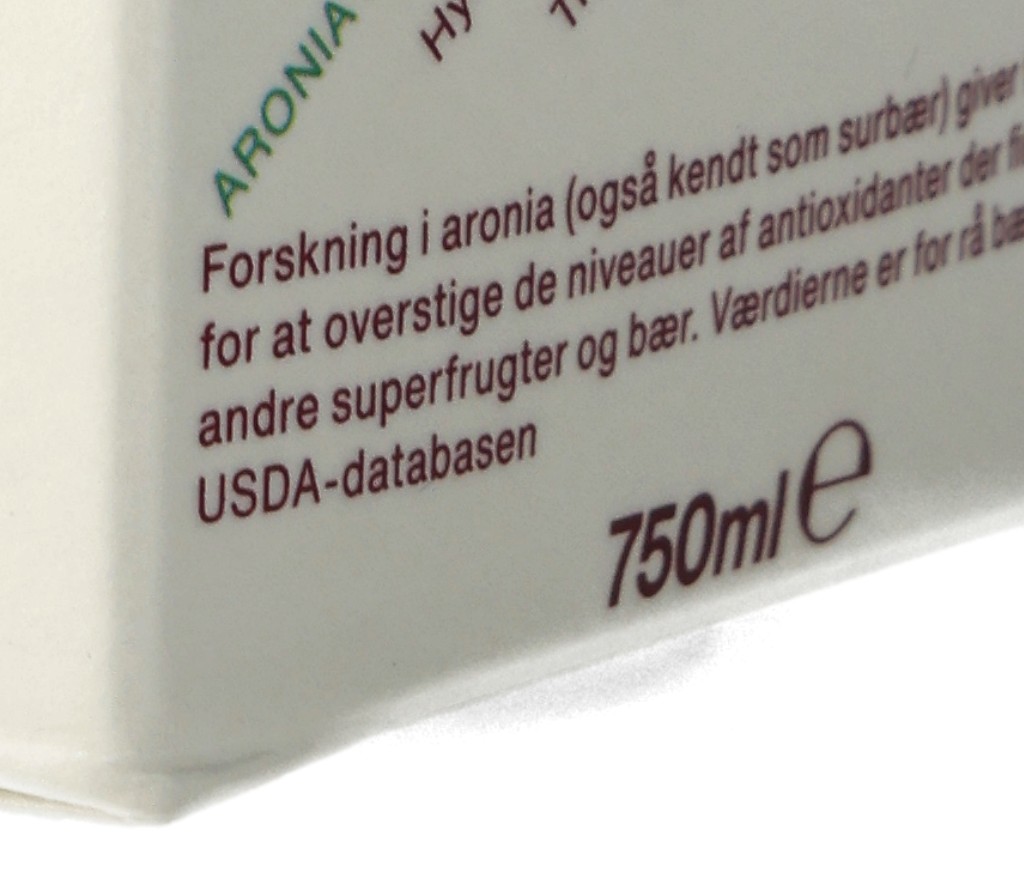 ARONIA
Hy
Forskning i aronia (også kendt som surbær) giver
for at overstige de niveauer af antioxidanter der
andre superfrugter og bær. Værdierne er for rå
USDA-databasen
750ml e